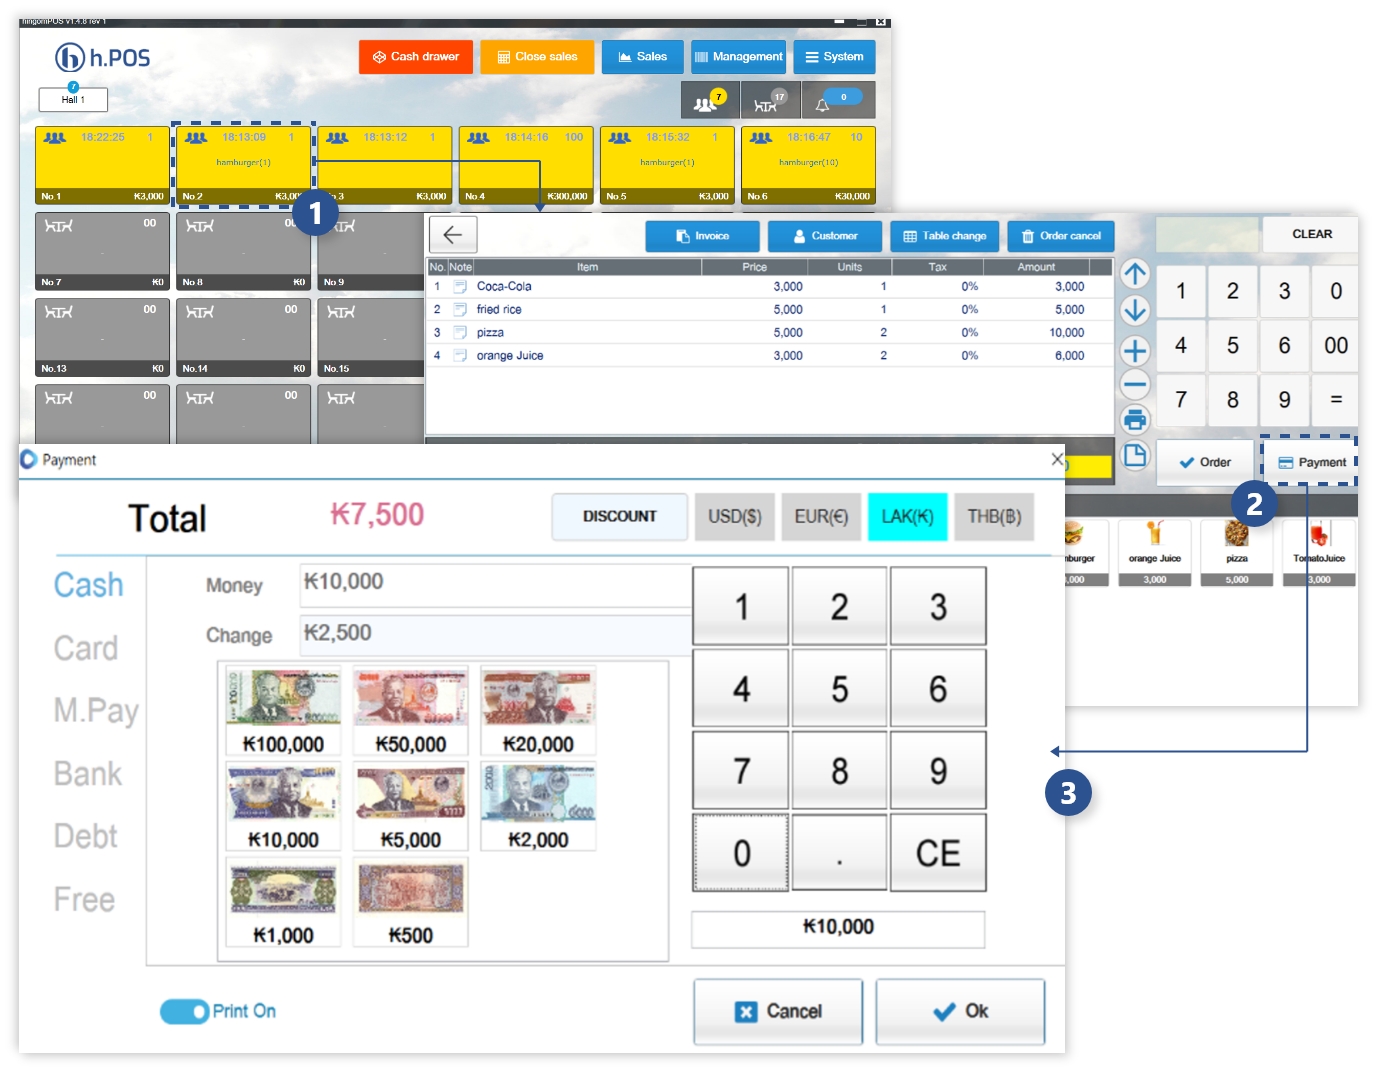 hingomPOS V1.4.8 rev 1
h.POS
Cash drawer
Close sales
Sales
Management
System
7
Hall 1
7
17
0
18:22:25 1
No.1 ₭3,000
18:13:09 1
hamburger(1)
No.2 ₭3,00
18:13:12 1
.3 ₭3,000
18:14:16 100
No.4 ₭300,000
18:15:32 1
hamburger(1)
No.5 ₭3,000
18:16:47 10
hamburger(10)
No.6 ₭30,000
1
00
No 7 ₭0
00
No 8 ₭0
No 9
00
No.13 ₭0
00
No.14 ₭0
No.15
00
00
Invoice
Customer
Table change
Order cancel
No. Note Item Price Units Tax Amount
1 Coca-Cola 3,000 1 0% 3,000
2 fried rice 5,000 1 0% 5,000
3 pizza 5,000 2 0% 10,000
4 orange Juice 3,000 2 0% 6,000
CLEAR
1 2 3 0
4 5 6 00
7 8 9 =
Order
Payment
2
orange Juice
3,000
pizza
5,000
TomatoJuice
3,000
Payment
Total ₭7,500
DISCOUNT
USD($)
EUR(€)
LAK(₭)
THB(฿)
Cash
Card
M.Pay
Bank
Debt
Free
Money ₭10,000
Change ₭2,500
₭100,000
₭50,000
₭20,000
₭10,000
₭5,000
₭2,000
₭1,000
₭500
1 2 3
4 5 6
7 8 9
0 . CE
₭10,000
3
Print On
Cancel
Ok